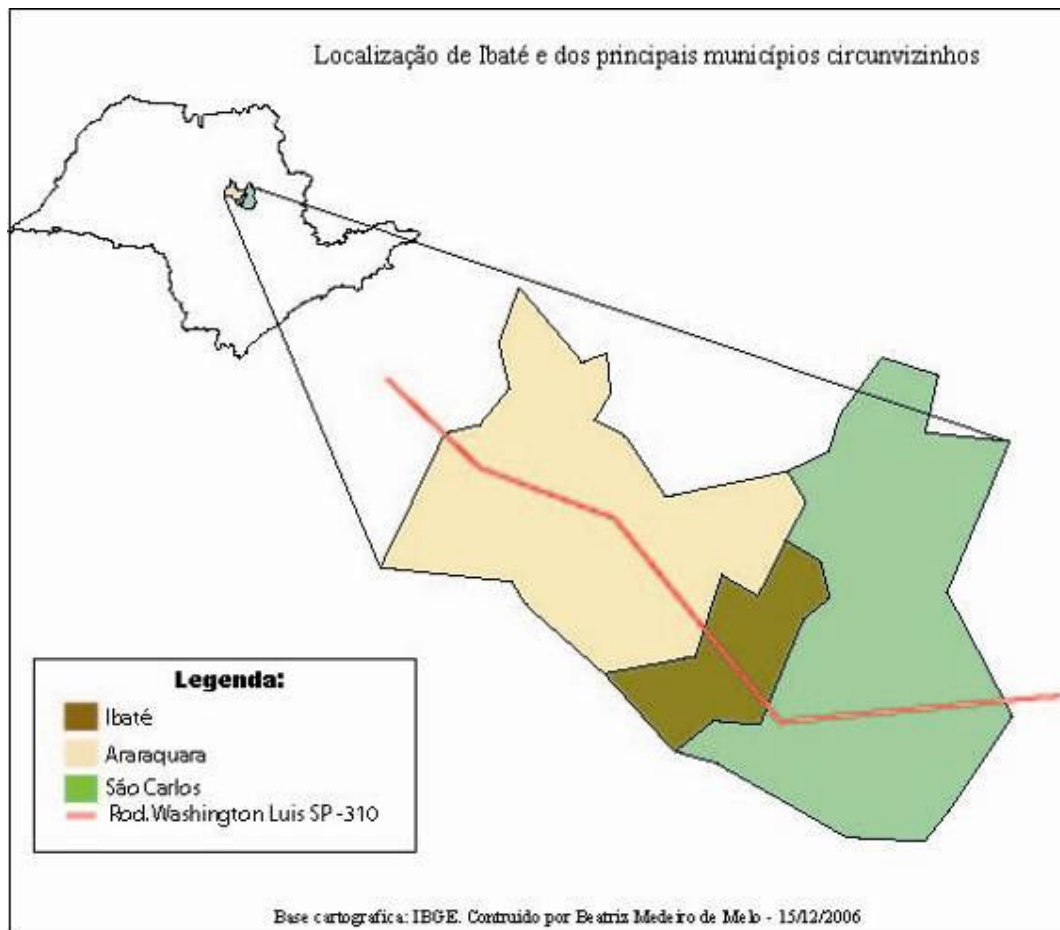 Localização de Ibaté e dos principais municípios circunvizinhos
Legenda:
Ibaté
Araraquara
São Carlos
Rod. Washington Luis SP-310
Base cartografica: IBGE. Contruido por Beatriz Medeiro de Melo - 15/12/2006